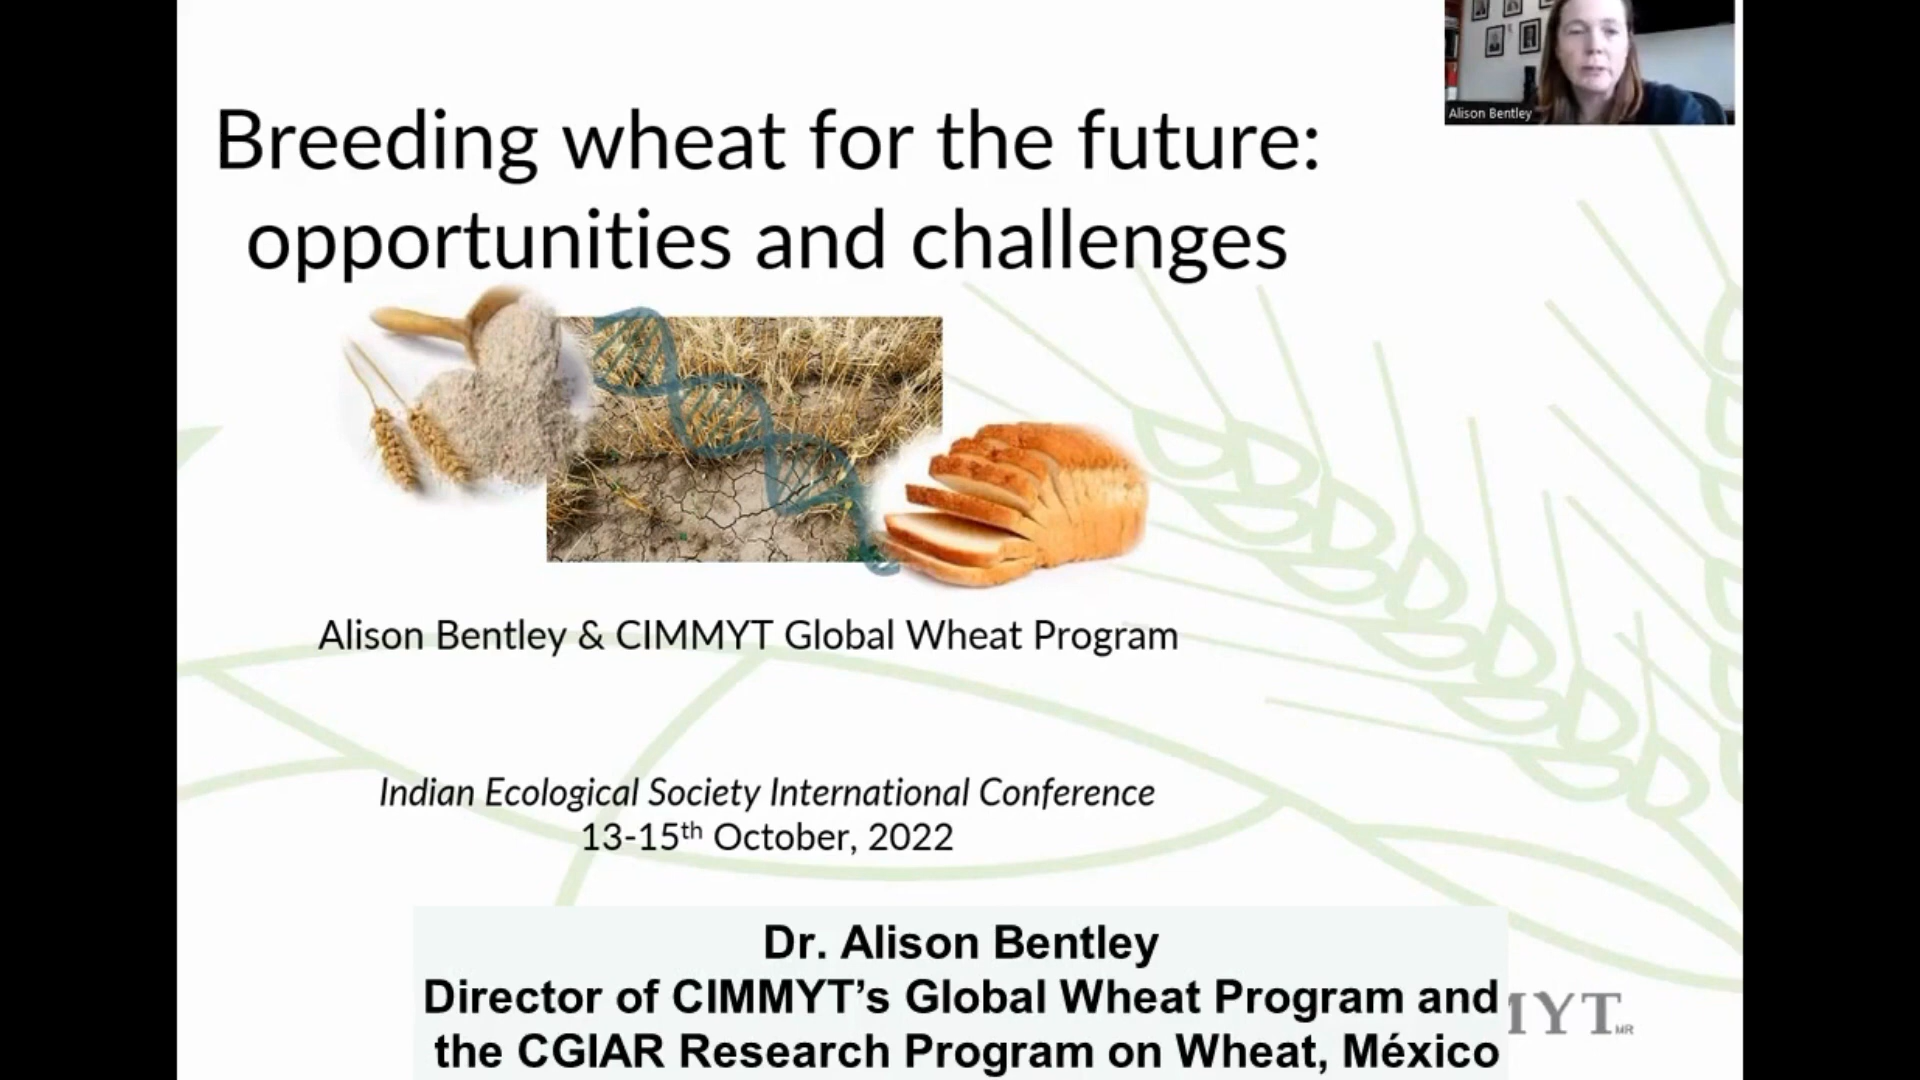 Alison Bentley
Breeding wheat for the future:
opportunities and challenges
Alison Bentley & CIMMYT Global Wheat Program
Indian Ecological Society International Conference
13-15th October, 2022
Dr. Alison Bentley
Director of CIMMYT’s Global Wheat Program and
the CGIAR Research Program on Wheat, México
MYT MR